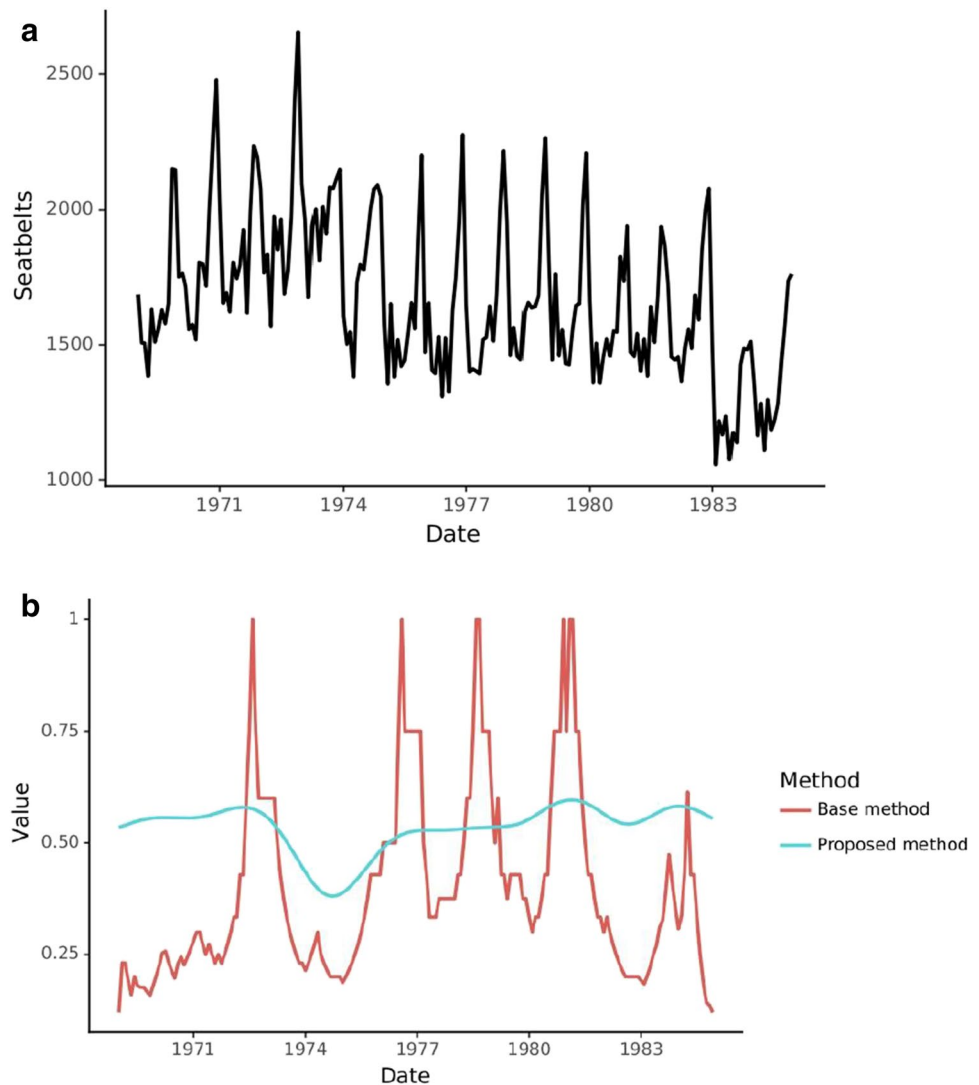 a
2500
2000
1500
1000
Seatbelts
1971 1974 1977 1980 1983
Date
b
1
0.75
0.50
0.25
Value
1971 1974 1977 1980 1983
Date
Method
Base method
Proposed method